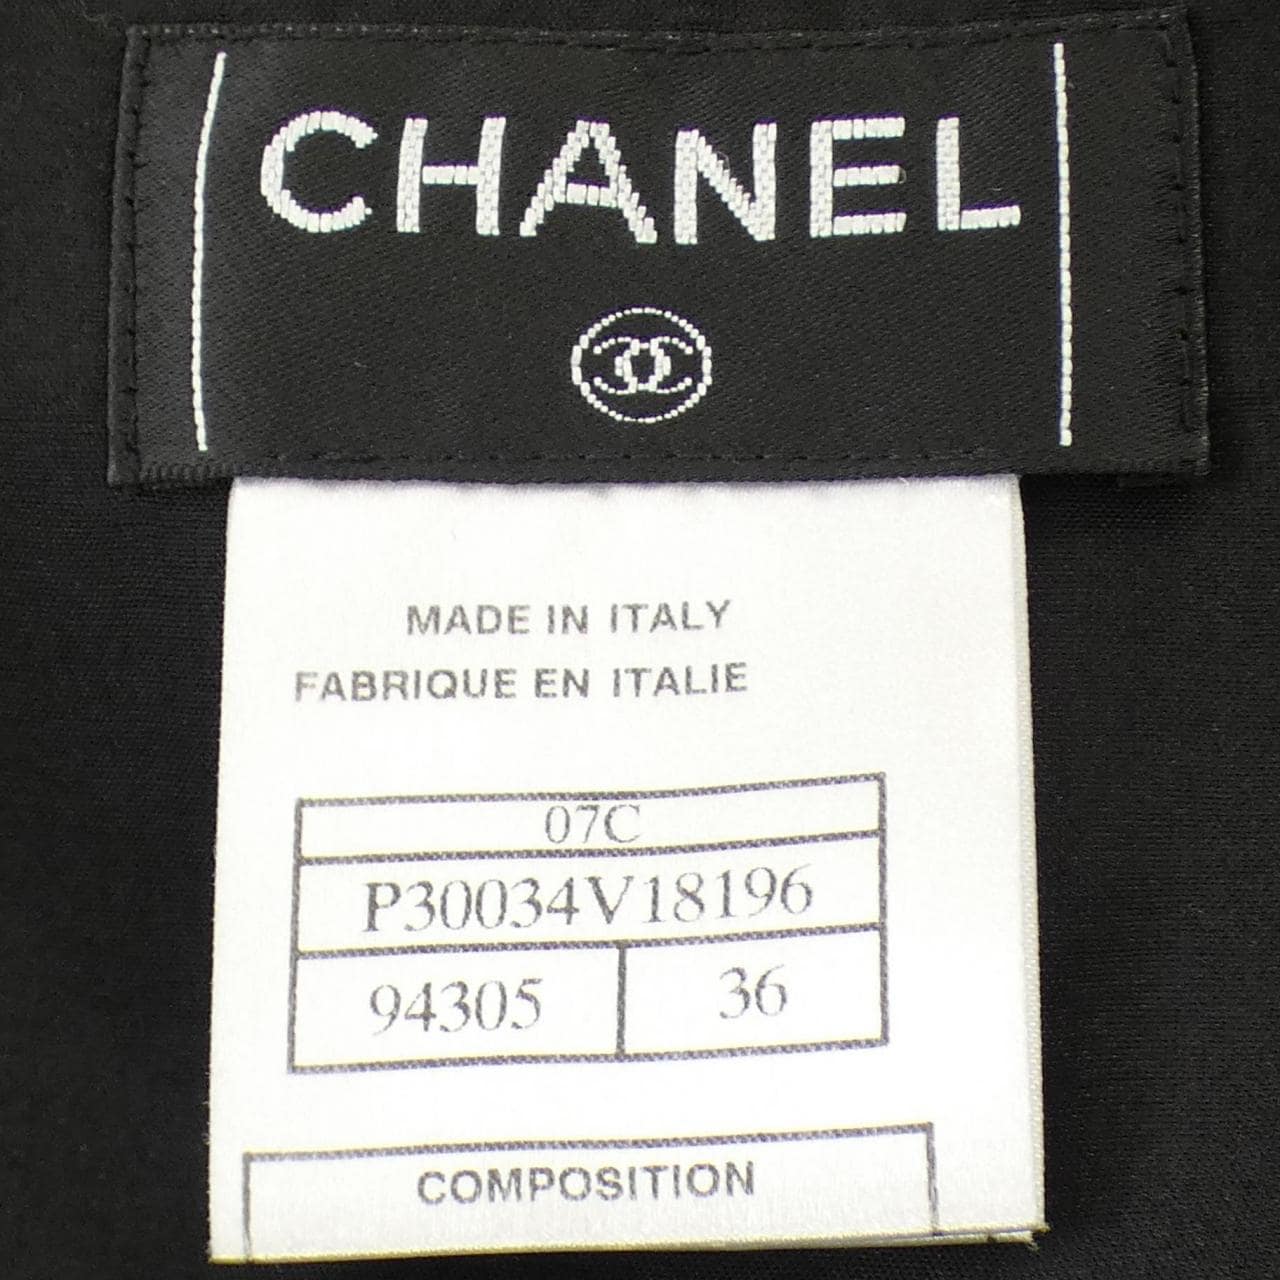 CHANEL
MADE IN ITALY
FABRIQUE EN ITALIE
07C
P30034V18196
94305 36
COMPOSITION